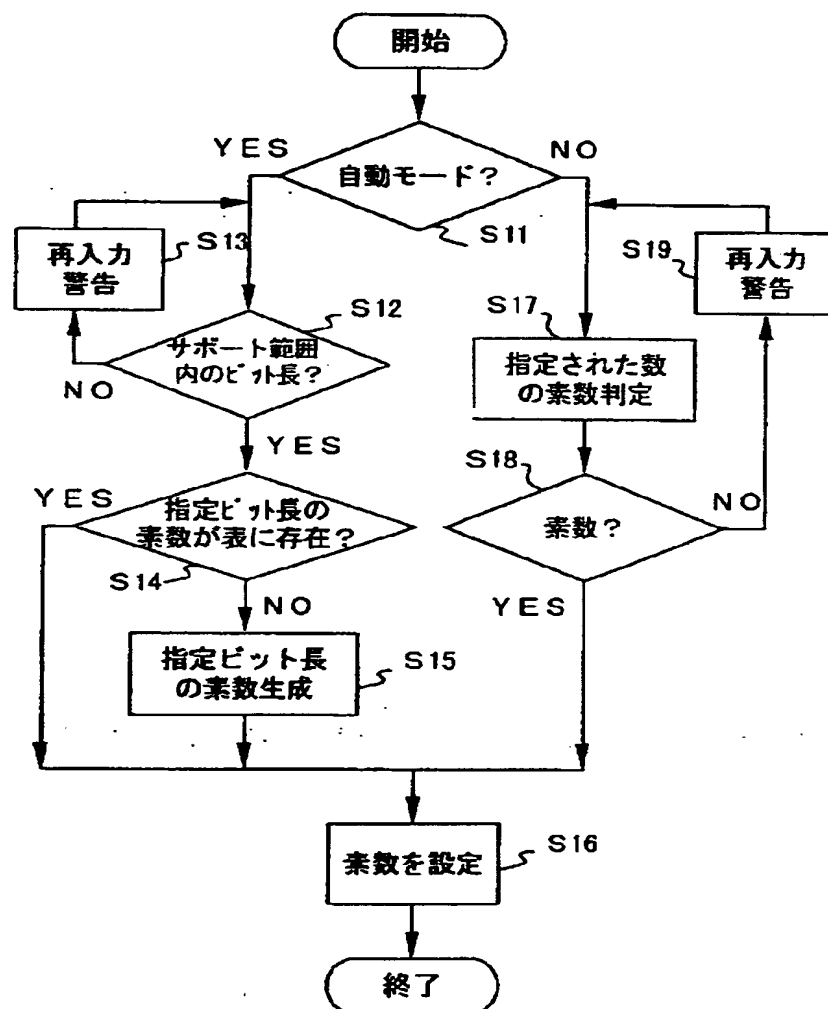 開始
YES
NO
自動モード?
S11
再入力
警告
S13
S19
再入力
警告
S12
サポート範囲
内のビット長?
NO
S17
指定された数
の素数判定
YES
S18
YES
指定ビット長の
素数が表に存在?
S14
素数?
NO
NO
YES
指定ビット長
の素数生成
S15
素数を設定
S16
終了